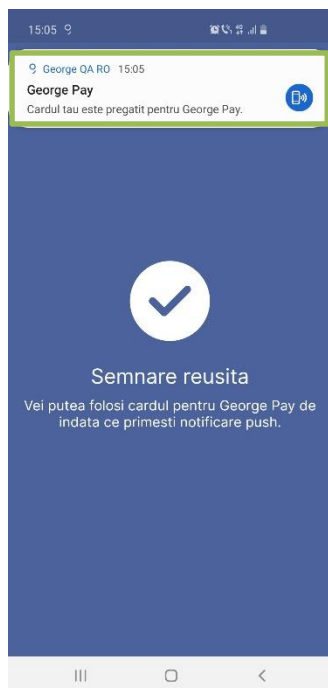 15:05
George QA RO 15:05
George Pay
Cardul tau este pregatit pentru George Pay.
Semnare reusita
Vei putea folosi cardul pentru George Pay de
indata ce primesti notificare push.